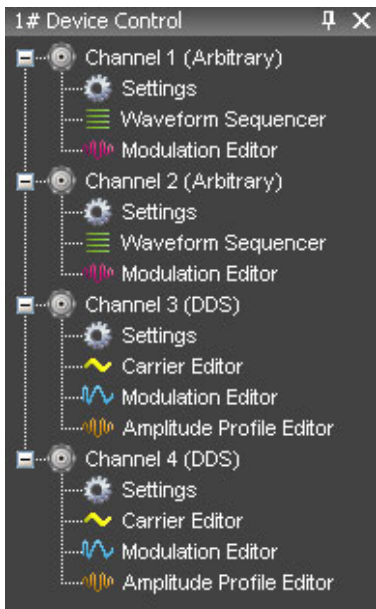 1# Device Control
Channel 1 (Arbitrary)
Settings
Waveform Sequencer
Modulation Editor
Channel 2 (Arbitrary)
Settings
Waveform Sequencer
Modulation Editor
Channel 3 (DDS)
Settings
Carrier Editor
Modulation Editor
Amplitude Profile Editor
Channel 4 (DDS)
Settings
Carrier Editor
Modulation Editor
Amplitude Profile Editor